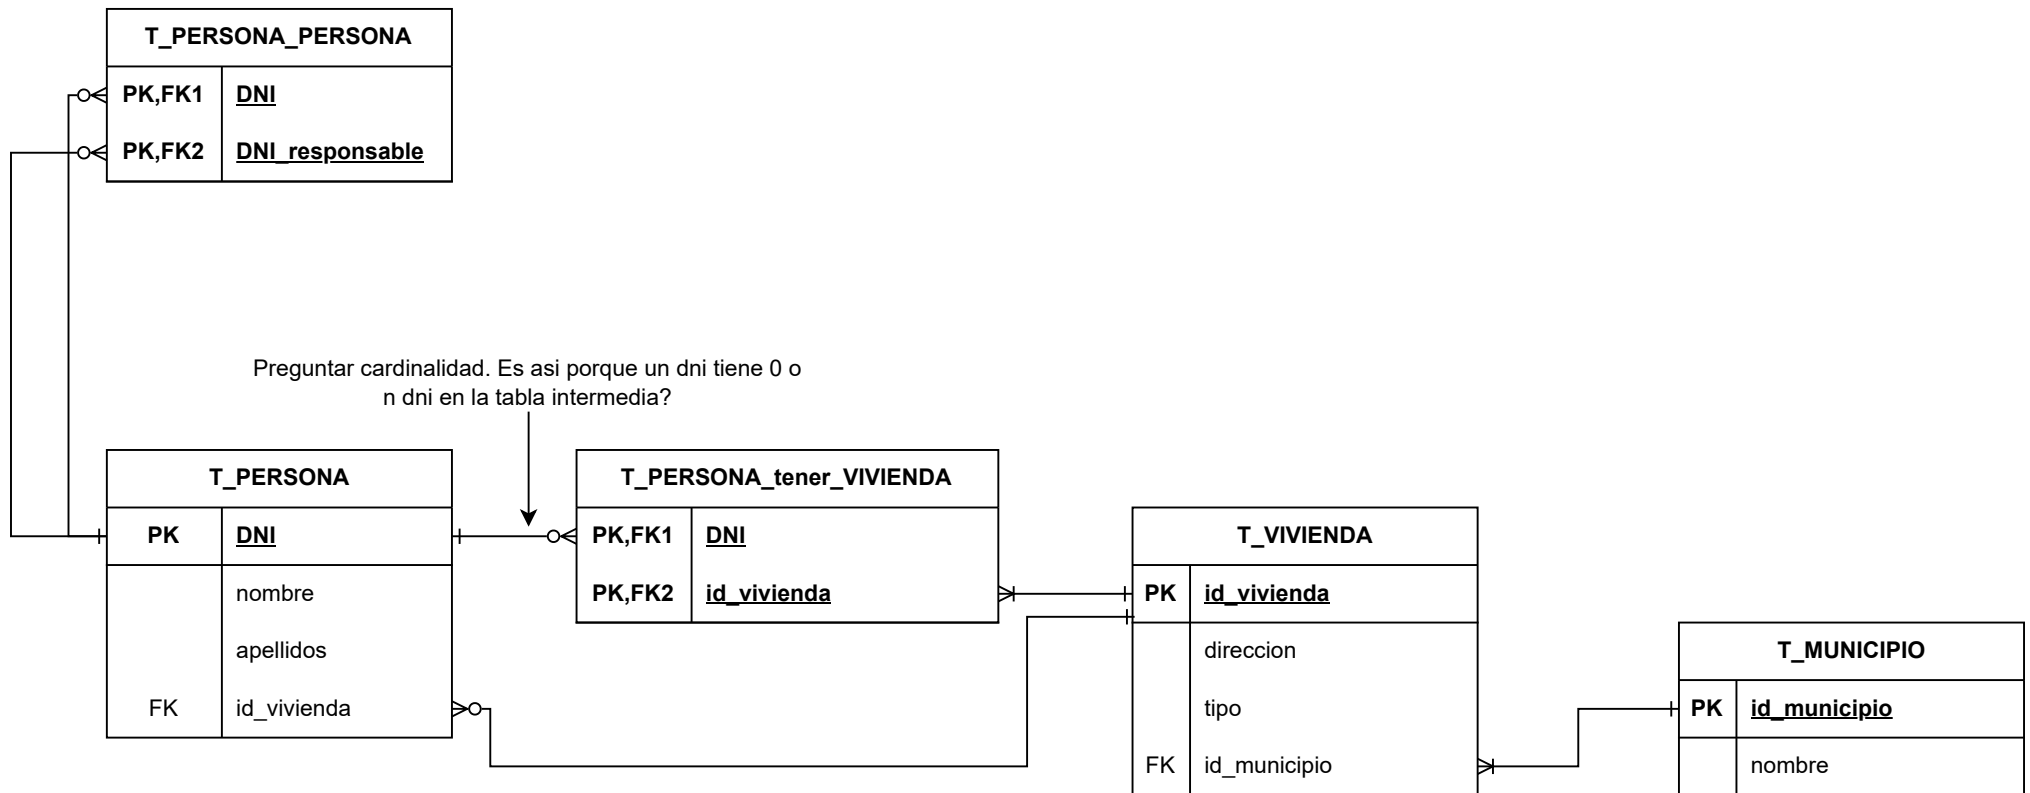 T_PERSONA_PERSONA
PK,FK1 DNI
PK,FK2 DNI_responsable
Preguntar cardinalidad. Es asi porque un dni tiene 0 o
n dni en la tabla intermedia?
T_PERSONA
PK DNI
nombre
apellidos
FK id_vivienda
T_PERSONA_tener_VIVIENDA
PK,FK1 DNI
PK,FK2 id_vivienda
T_VIVIENDA
PK id_vivienda
direccion
tipo
FK id_municipio
T_MUNICIPIO
PK id_municipio
nombre